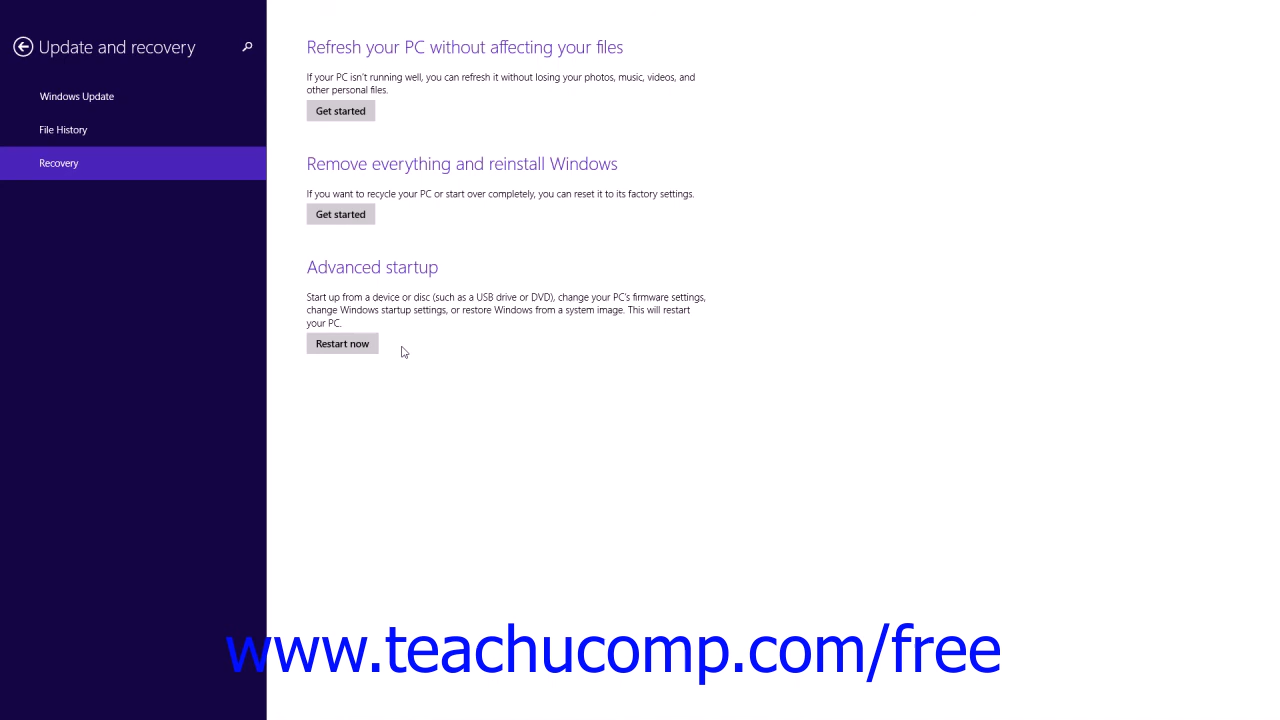 Update and recovery
Windows Update
File History
Recovery
Refresh your PC without affecting your files
If your PC isn't running well, you can refresh it without losing your photos, music, videos, and
other personal files.
Get started
Remove everything and reinstall Windows
If you want to recycle your PC or start over completely, you can reset it to its factory settings.
Get started
Advanced startup
Start up from a device or disc (such as a USB drive or DVD), change your PC's firmware settings,
change Windows startup settings, or restore Windows from a system image. This will restart
your PC.
Restart now
www.teachucomp.com/free